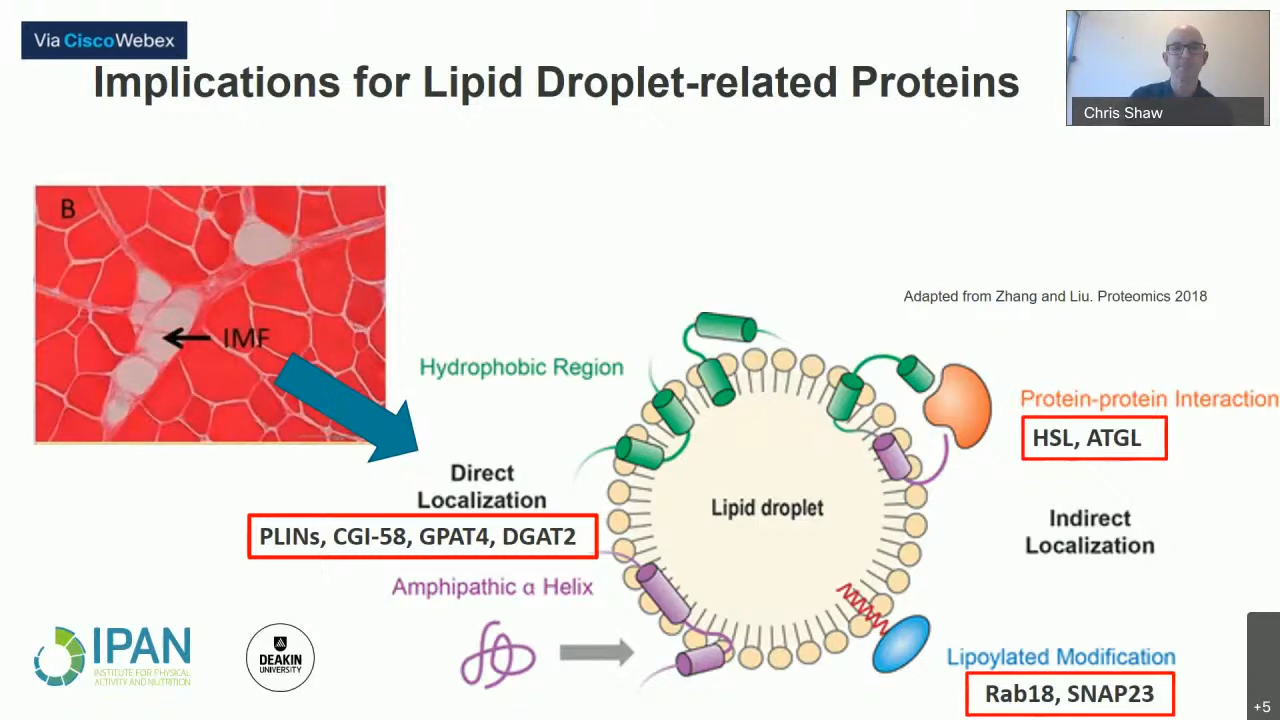 Via CiscoWebex
Implications for Lipid Droplet-related Proteins
Chris Shaw
B
IMF
Adapted from Zhang and Liu. Proteomics 2018
Hydrophobic Region
Protein-protein Interaction
HSL, ATGL
Direct
Localization
PLINs, CGI-58, GPAT4, DGAT2
Lipid droplet
Indirect
Localization
Amphipathic α Helix
Lipoylated Modification
Rab18, SNAP23
IPAN
INSTITUTE FOR PHYSICAL
ACTIVITY AND NUTRITION
DEAKIN
UNIVERSITY
+5